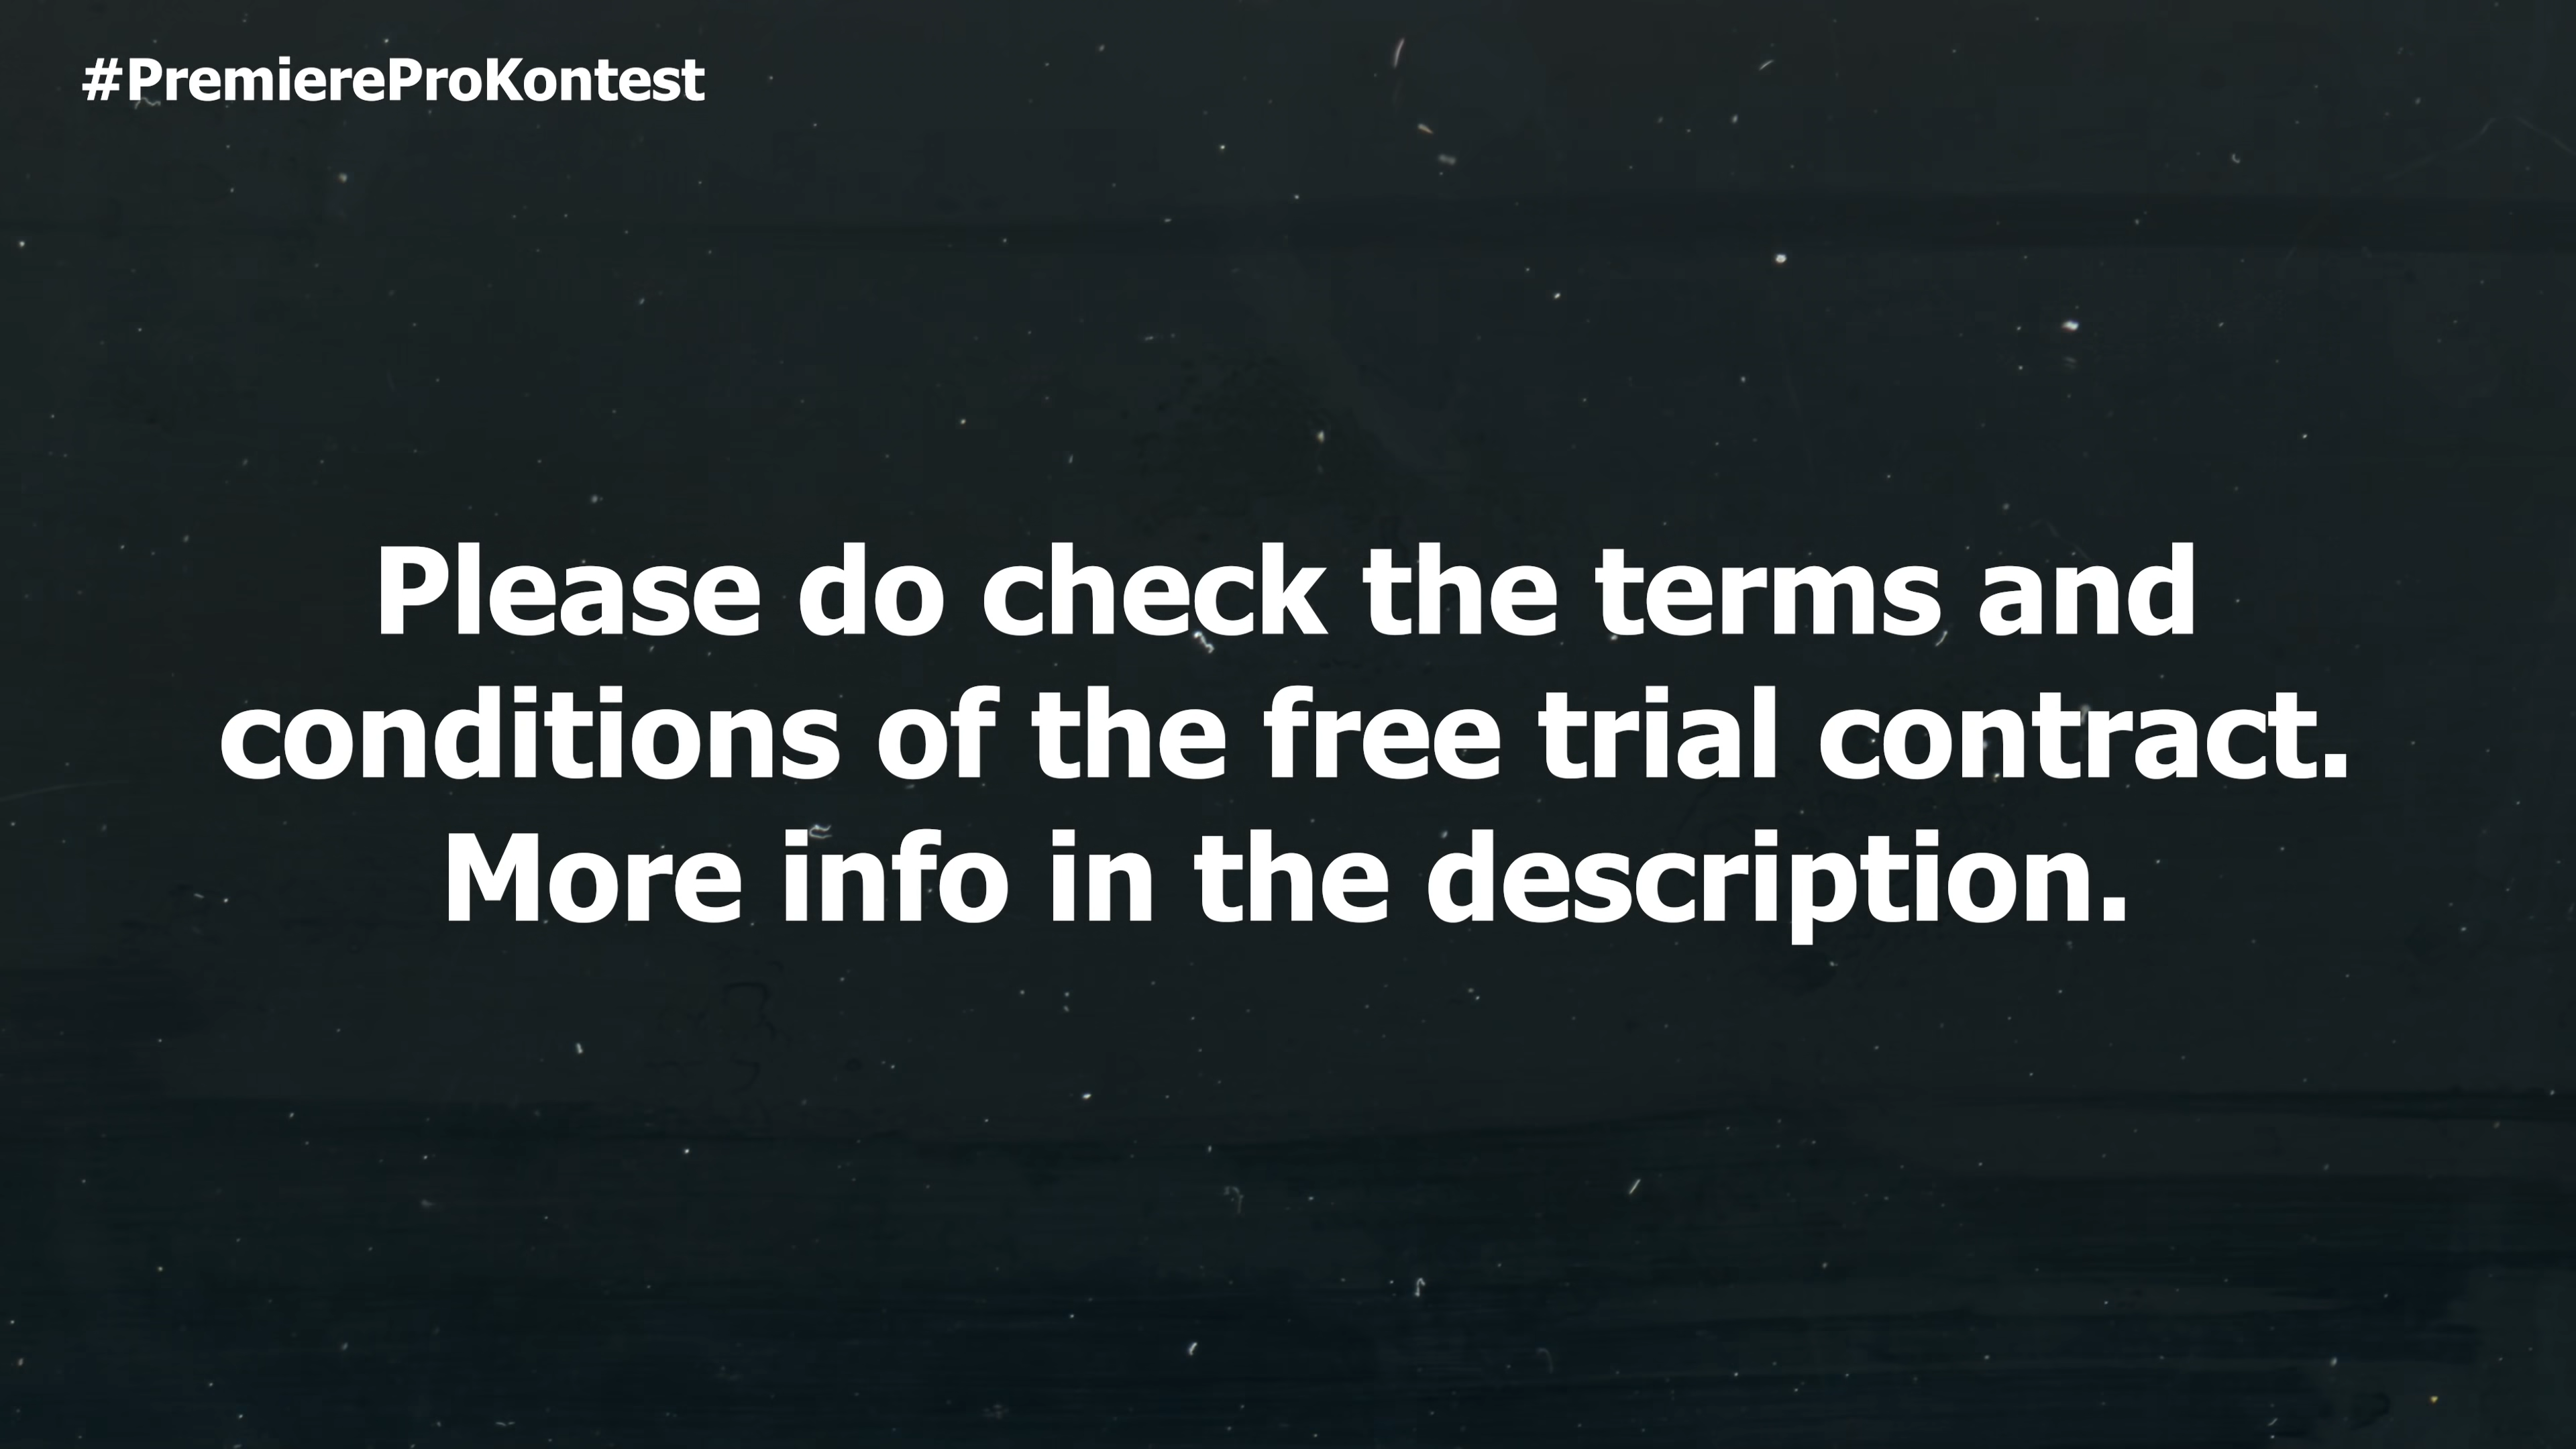 #PremiereProKontest
Please do check the terms and
conditions of the free trial contract.
More info in the description.